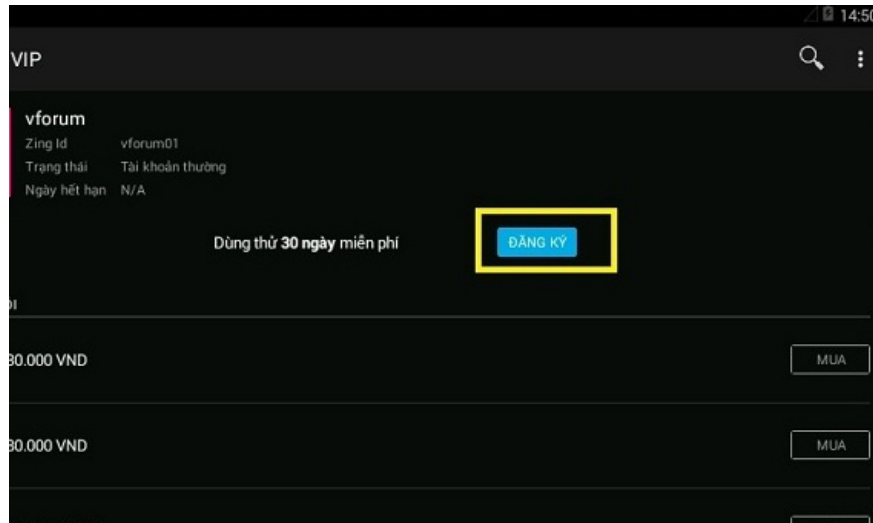 14:50
VIP
vforum
Zing Id vforum01
Trạng thái Tài khoản thường
Ngày hết hạn N/A
Dùng thử 30 ngày miễn phí ĐĂNG KÝ
30.000 VND MUA
80.000 VND MUA